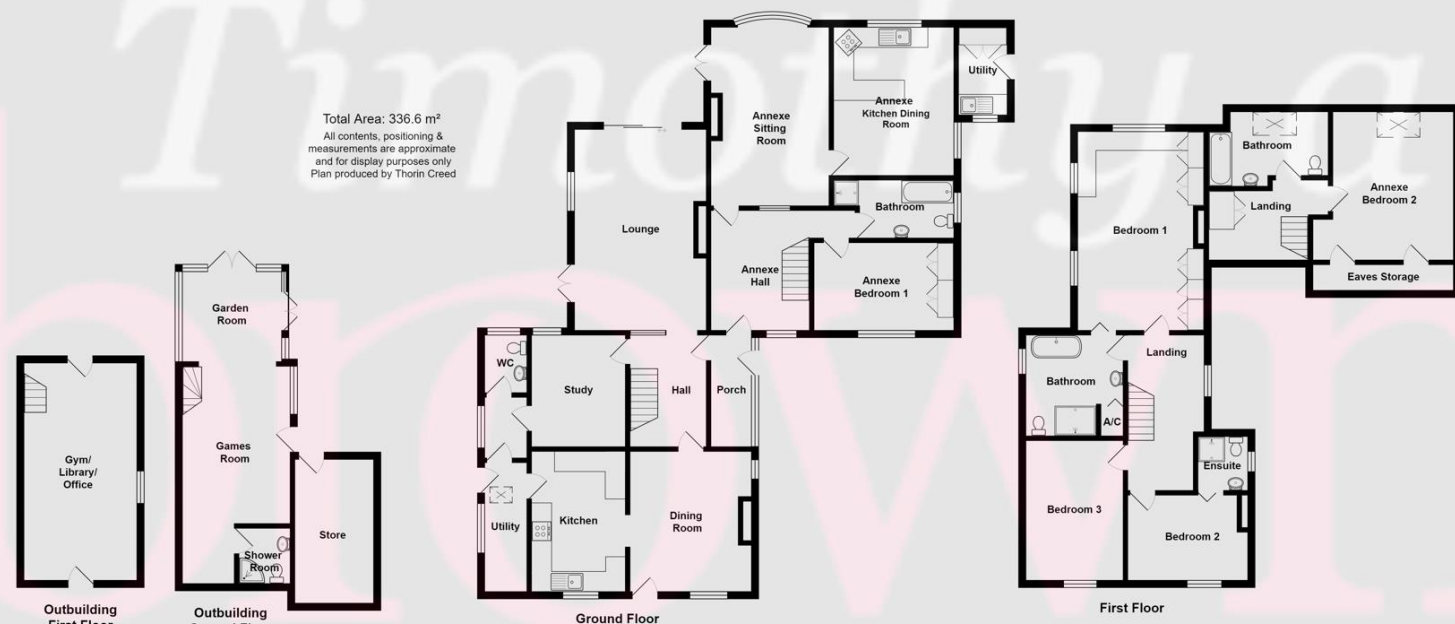 Timothy a
brown
Total Area: 336.6 m²
All contents, positioning &
measurements are approximate
and for display purposes only
Plan produced by Thorin Creed
Annexe
Sitting
Room
Annexe
Kitchen Dining
Room
Utility
Lounge
Bathroom
Annexe
Hall
Annexe
Bedroom 1
WC
Study
Hall
Porch
Utility
Kitchen
Dining
Room
Ground Floor
Garden
Room
Games
Room
Shower
Room
Store
Outbuilding
Gym/
Library/
Office
Outbuilding
First Floor
Bedroom 1
Bathroom
Landing
Annexe
Bedroom 2
Eaves Storage
Landing
Bathroom
A/C
Ensuite
Bedroom 3
Bedroom 2
First Floor